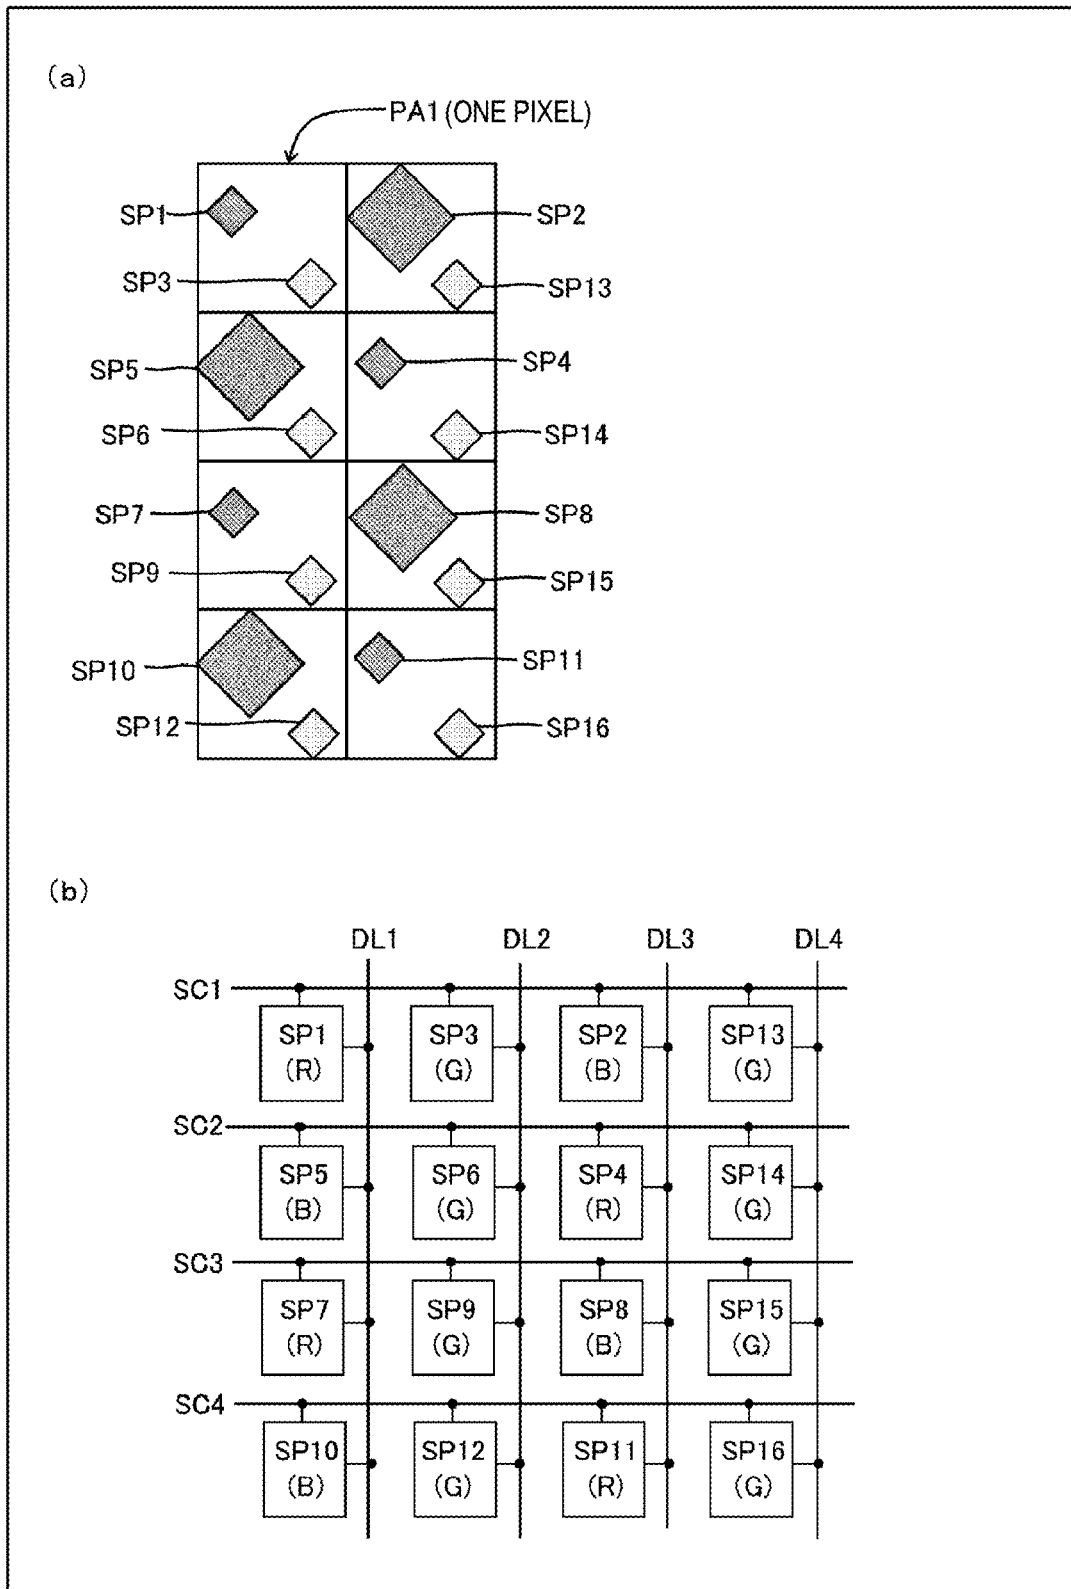 (a)
PA1 (ONE PIXEL)
SP1
SP2
SP3
SP13
SP5
SP4
SP6
SP14
SP7
SP8
SP9
SP15
SP10
SP11
SP12
SP16
(b)
DL1 DL2 DL3 DL4
SC1
SP1 SP3 SP2 SP13
(R) (G) (B) (G)
SC2
SP5 SP6 SP4 SP14
(B) (G) (R) (G)
SC3
SP7 SP9 SP8 SP15
(R) (G) (B) (G)
SC4
SP10 SP12 SP11 SP16
(B) (G) (R) (G)